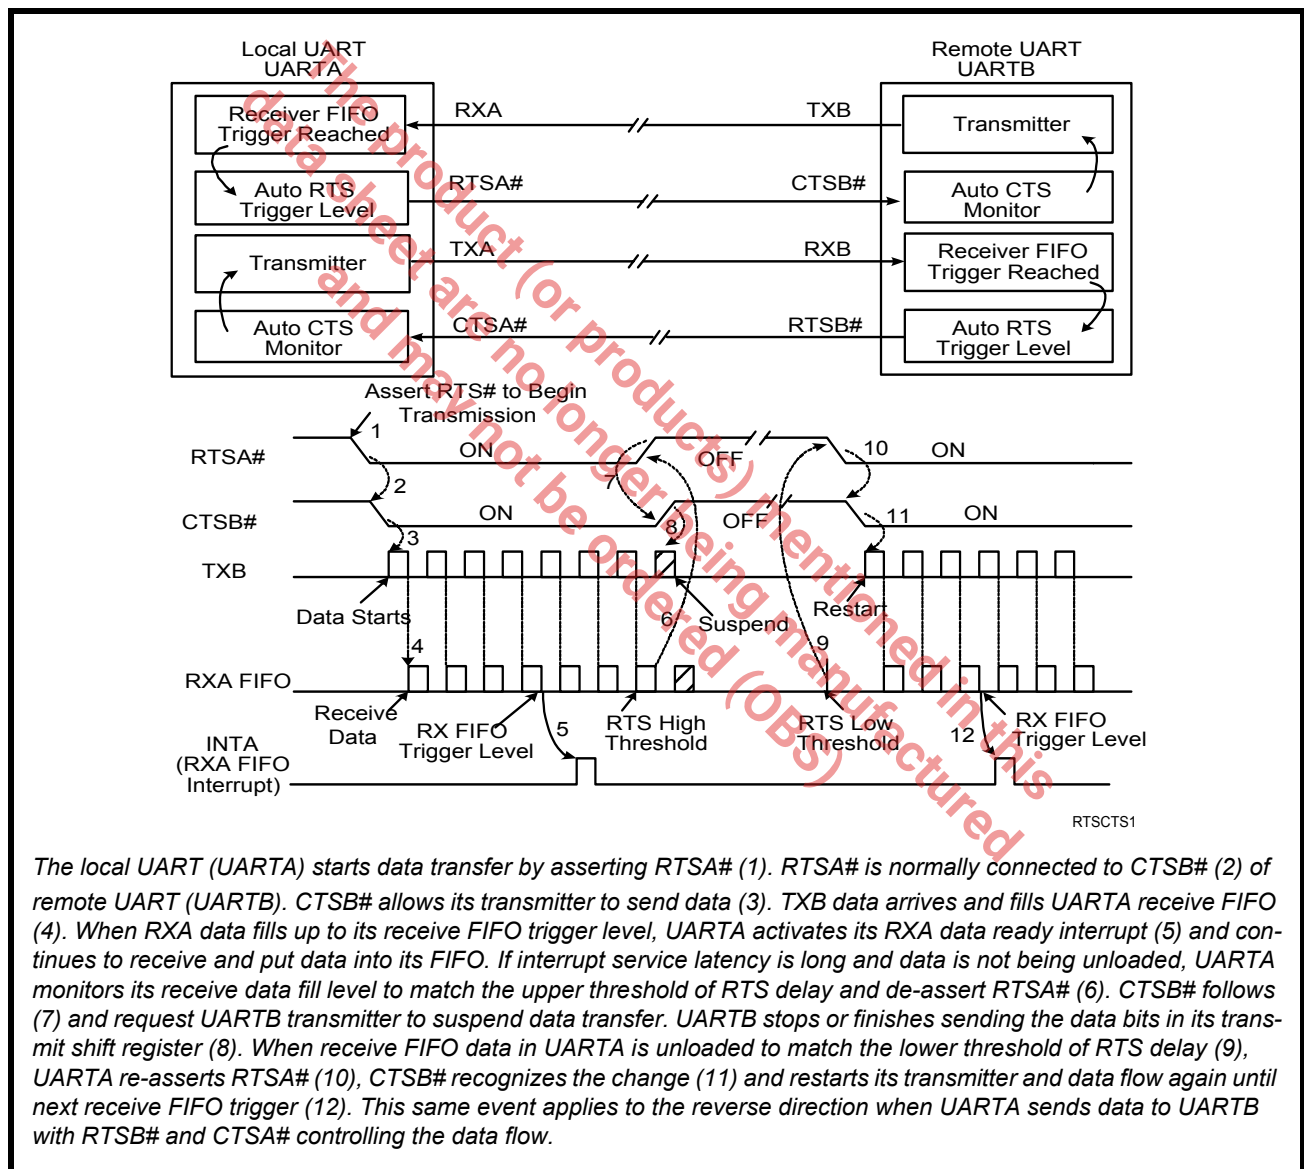 Local UART
UARTA
Remote UART
UARTB
Receiver FIFO
Trigger Reached
RXA
TXB
Transmitter
Auto RTS
Trigger Level
RTSA#
CTSB#
Auto CTS
Monitor
Transmitter
TXA
RXB
Receiver FIFO
Trigger Reached
Auto CTS
Monitor
CTSA#
RTSB#
Auto RTS
Trigger Level
Assert RTS# to Begin
Transmission
RTSA#
1
ON
7
OFF
10
ON
2
CTSB#
ON
8
OFF
11
ON
3
TXB
Data Starts
6
Suspend
Restart
4
9
RXA FIFO
Receive
Data
RX FIFO
Trigger Level
5
RTS High
Threshold
RTS Low
Threshold
12
RX FIFO
Trigger Level
INTA
(RXA FIFO
Interrupt)
RTSCTS1
The product (or products) mentioned in this
data sheet are no longer being manufactured
and may not be ordered (OBS)
The local UART (UARTA) starts data transfer by asserting RTSA# (1). RTSA# is normally connected to CTSB# (2) of
remote UART (UARTB). CTSB# allows its transmitter to send data (3). TXB data arrives and fills UARTA receive FIFO
(4). When RXA data fills up to its receive FIFO trigger level, UARTA activates its RXA data ready interrupt (5) and con-
tinues to receive and put data into its FIFO. If interrupt service latency is long and data is not being unloaded, UARTA
monitors its receive data fill level to match the upper threshold of RTS delay and de-assert RTSA# (6). CTSB# follows
(7) and request UARTB transmitter to suspend data transfer. UARTB stops or finishes sending the data bits in its trans-
mit shift register (8). When receive FIFO data in UARTA is unloaded to match the lower threshold of RTS delay (9),
UARTA re-asserts RTSA# (10), CTSB# recognizes the change (11) and restarts its transmitter and data flow again until
next receive FIFO trigger (12). This same event applies to the reverse direction when UARTA sends data to UARTB
with RTSB# and CTSA# controlling the data flow.